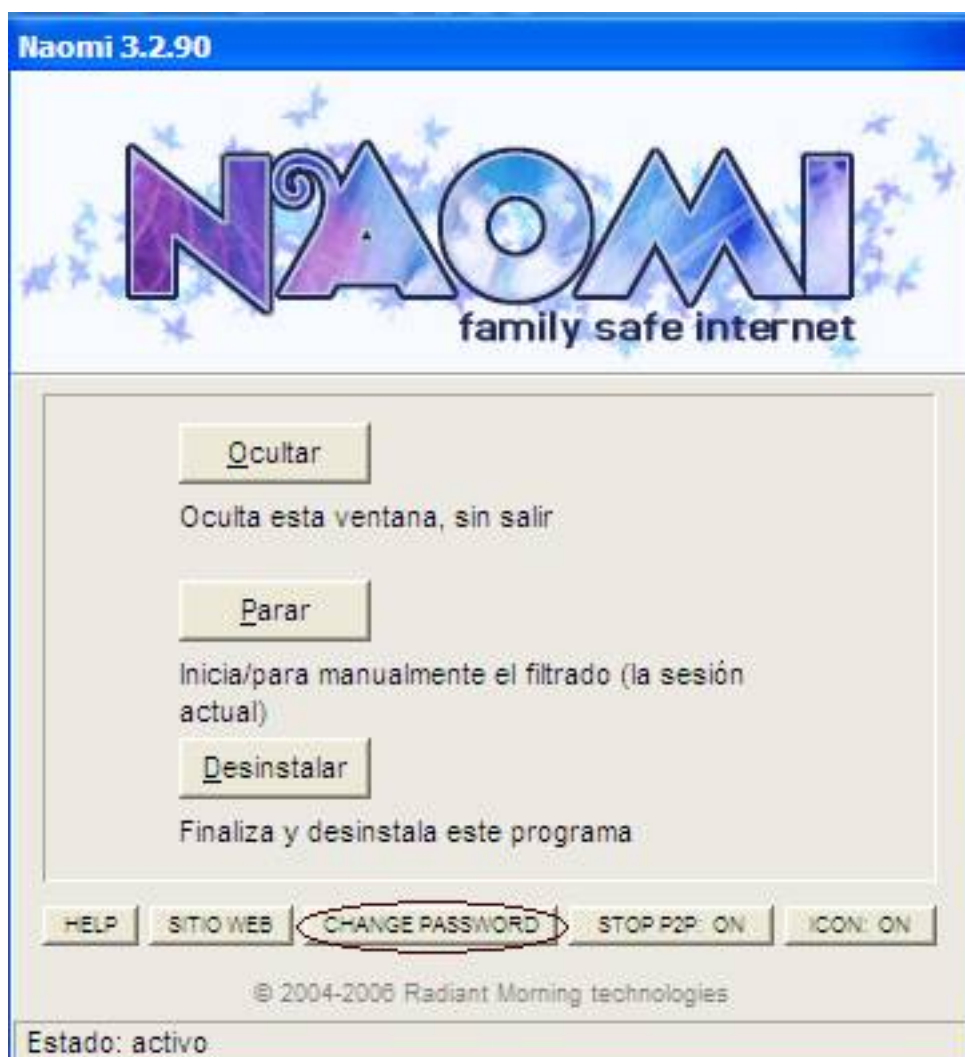 Naomi 3.2.90
NAOMI
family safe internet
Ocultar
Oculta esta ventana, sin salir
Parar
Inicia/para manualmente el filtrado (la sesión
actual)
Desinstalar
Finaliza y desinstala este programa
HELP SITIO WEB CHANGE PASSWORD STOP P2P: ON ICON: ON
© 2004-2006 Radiant Morning technologies
Estado: activo